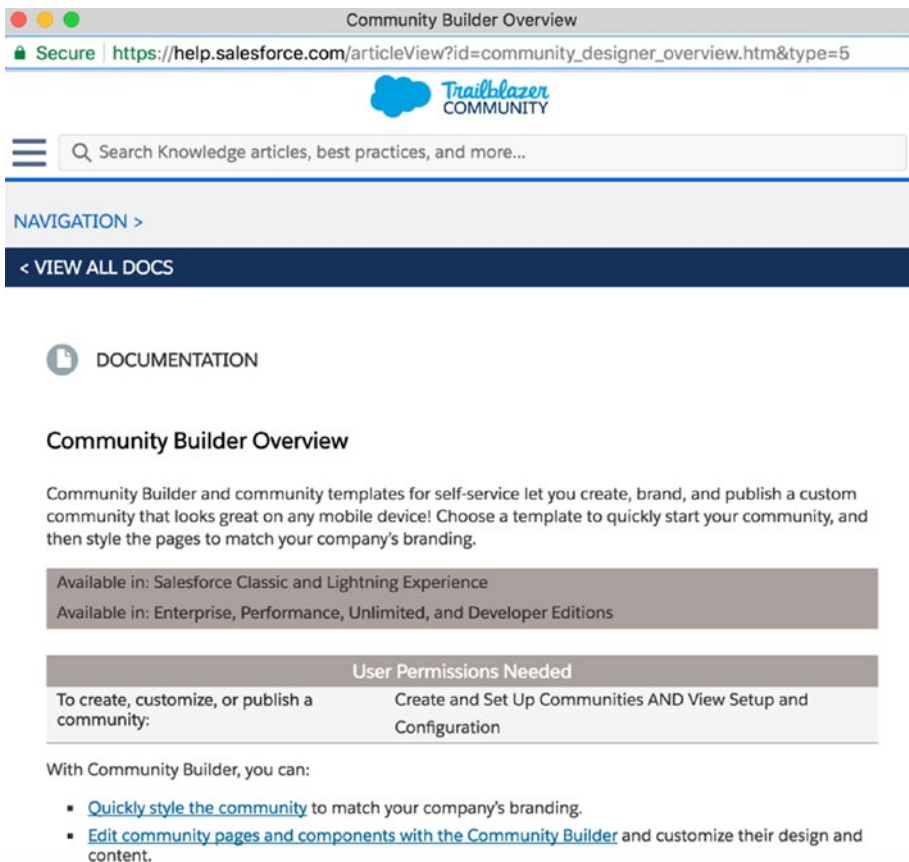 Community Builder Overview
Secure https://help.salesforce.com/articleView?id=community_designer_overview.htm&type=5
Trailblazer
COMMUNITY
Search Knowledge articles, best practices, and more...
NAVIGATION >
< VIEW ALL DOCS
DOCUMENTATION
Community Builder Overview
Community Builder and community templates for self-service let you create, brand, and publish a custom
community that looks great on any mobile device! Choose a template to quickly start your community, and
then style the pages to match your company's branding.
Available in: Salesforce Classic and Lightning Experience
Available in: Enterprise, Performance, Unlimited, and Developer Editions
User Permissions Needed
To create, customize, or publish a
community:
Create and Set Up Communities AND View Setup and
Configuration
With Community Builder, you can:
▪ Quickly style the community to match your company's branding.
▪ Edit community pages and components with the Community Builder and customize their design and
content.